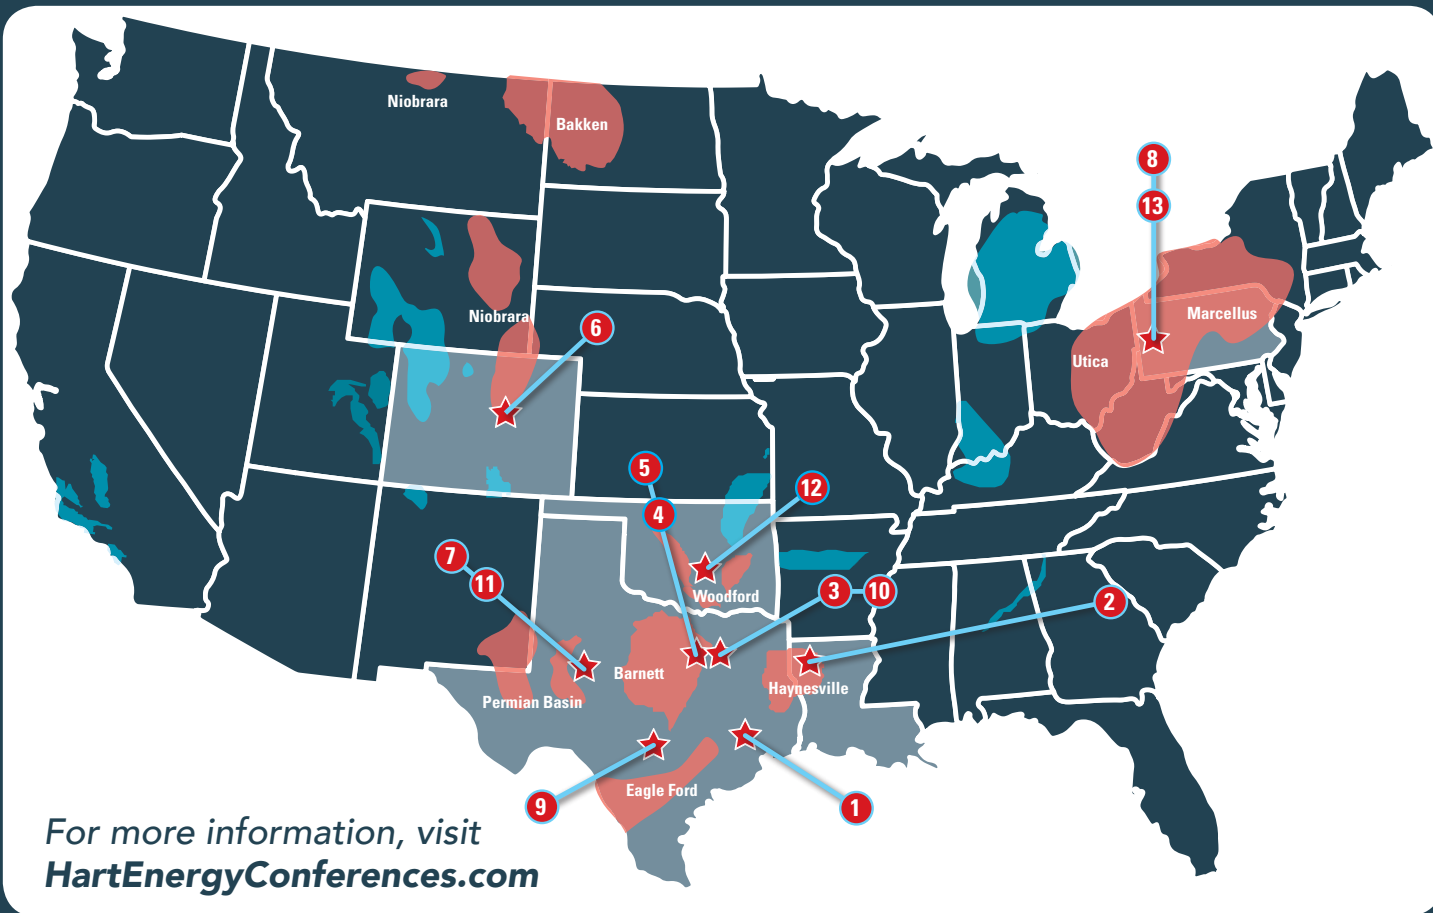 Niobrara
Bakken
8
13
Niobrara
6
Marcellus
Utica
5
12
4
7
11
Woodford
3
10
2
Barnett
Permian Basin
Haynesville
Eagle Ford
9
1
For more information, visit
HartEnergyConferences.com